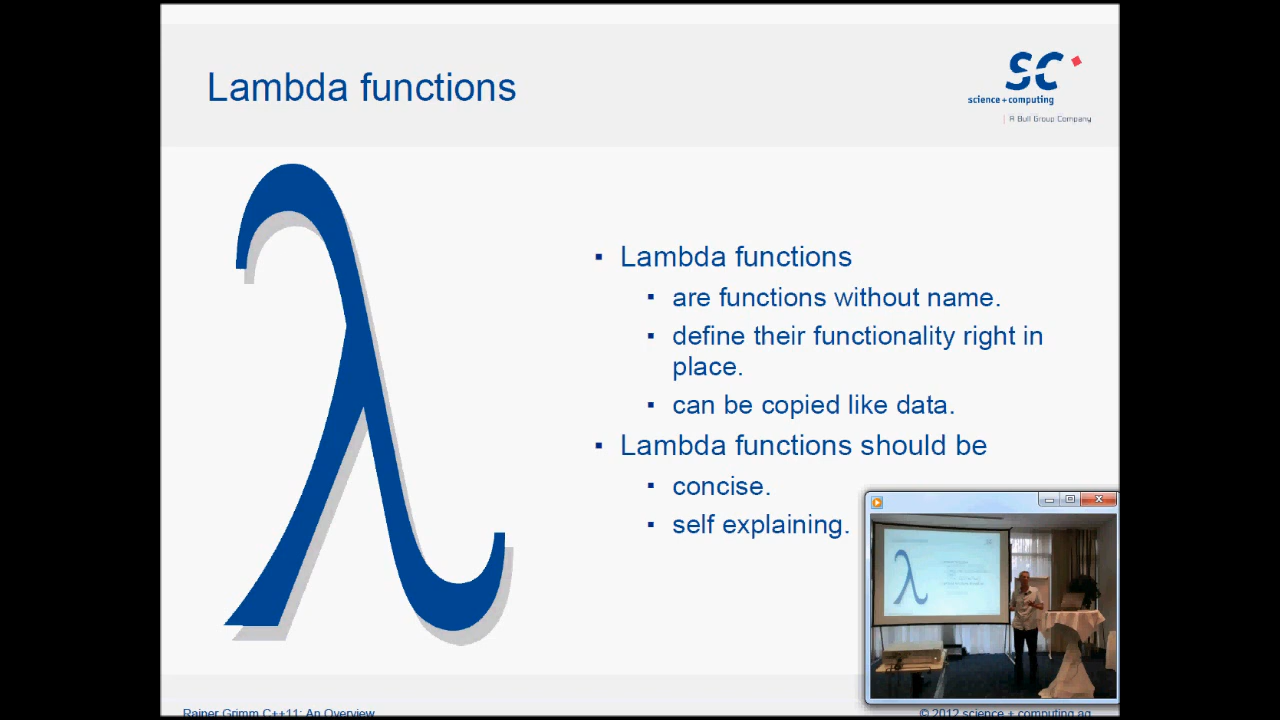 Lambda functions
SC
science + computing
A Bull Group Company
λ
▪ Lambda functions
▪ are functions without name.
▪ define their functionality right in
place.
▪ can be copied like data.
▪ Lambda functions should be
▪ concise.
▪ self explaining.
Rainer Grimm C++11: An Overview
© 2012 science + computing ag